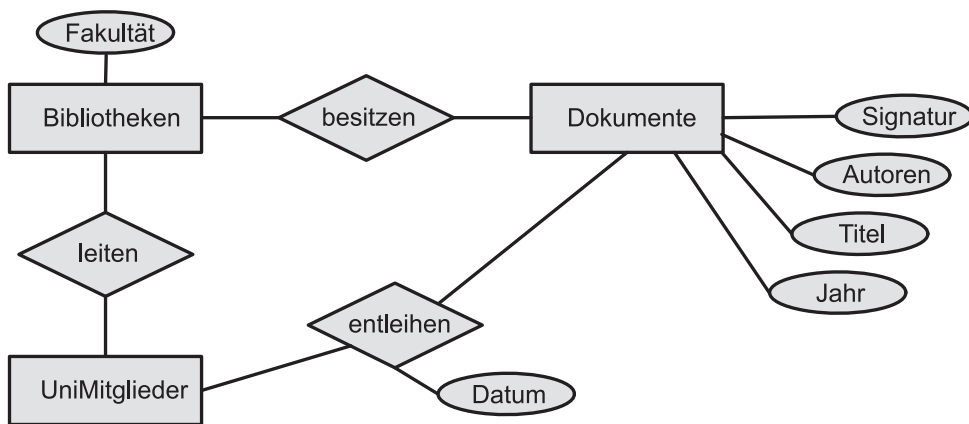 Fakultät
Bibliotheken
besitzen
Dokumente
Signatur
Autoren
Titel
Jahr
leiten
entleihen
UniMitglieder
Datum